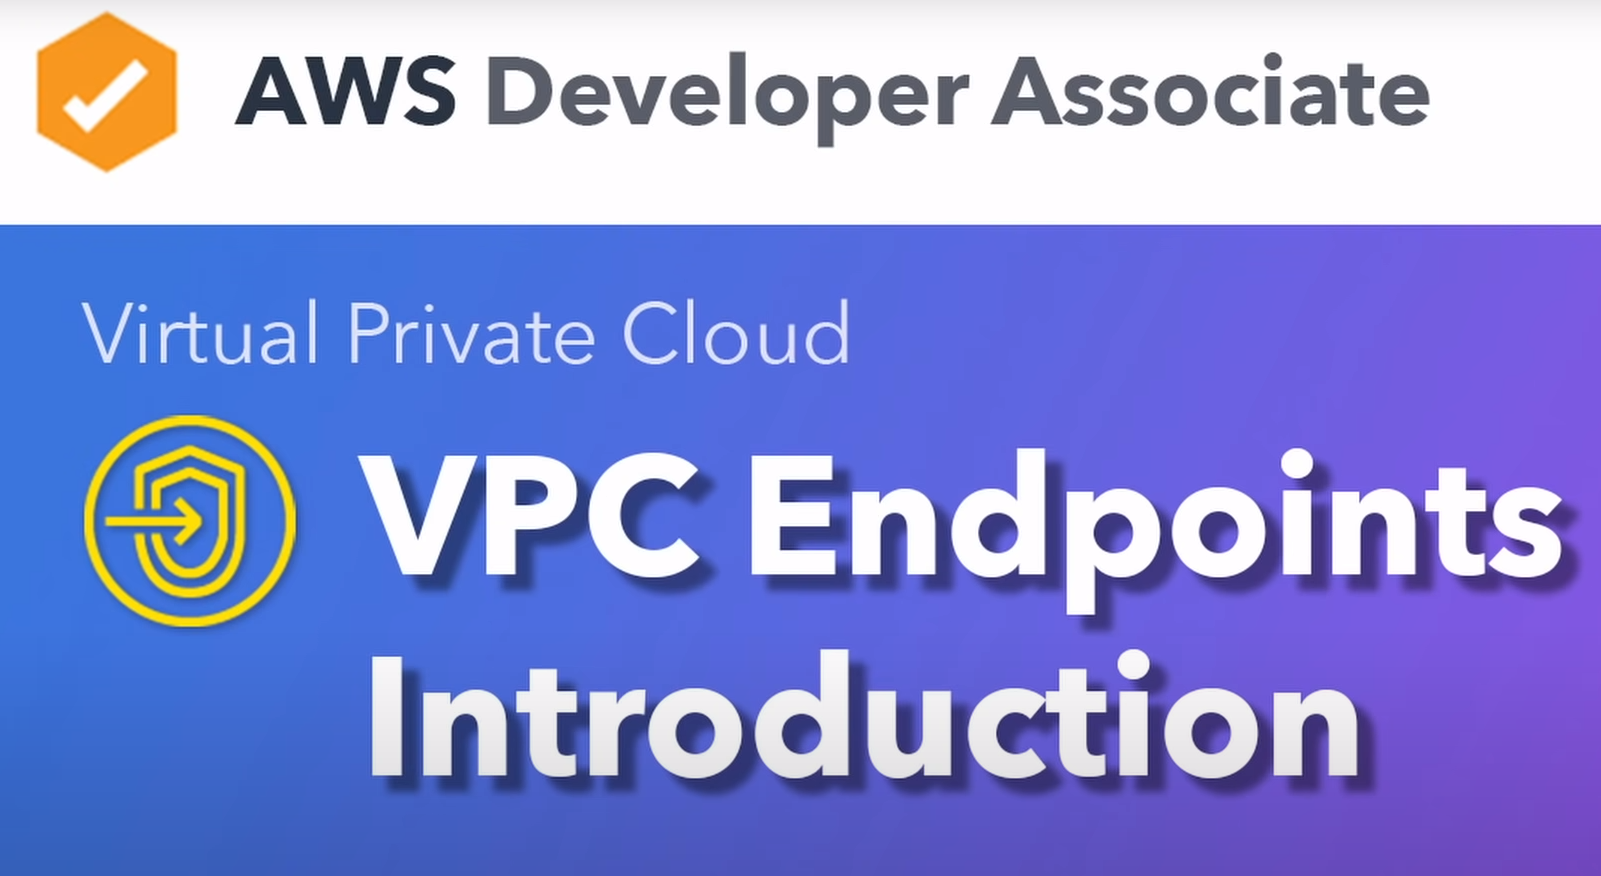 AWS Developer Associate
Virtual Private Cloud
VPC Endpoints
Introduction